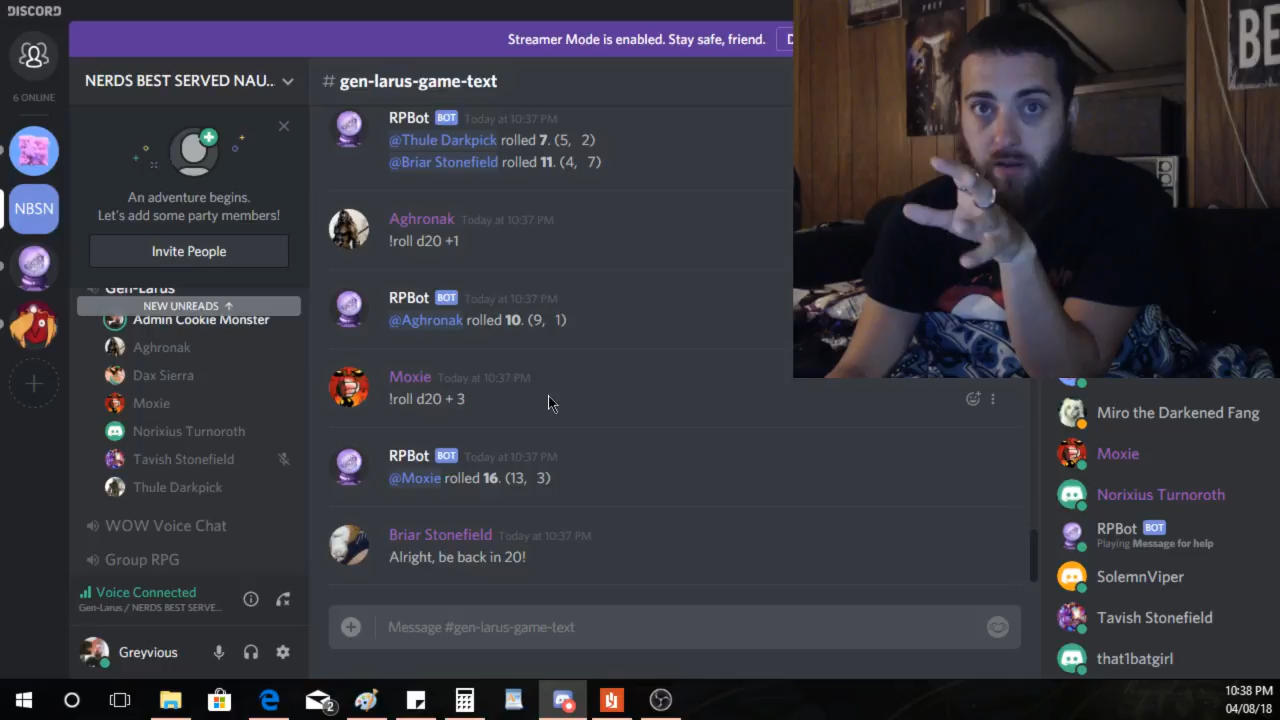 DISCORD
Streamer Mode is enabled. Stay safe, friend.
6 ONLINE
NBSN
NERDS BEST SERVED NAU...
An adventure begins.
Let's add some party members!
Invite People
Gen-Larus
NEW UNREADS ↑
Admin Cookie Monster
Aghronak
Dax Sierra
Moxie
Norixius Turnoroth
Tavish Stonefield
Thule Darkpick
WOW Voice Chat
Group RPG
Voice Connected
Gen-Larus / NERDS BEST SERVE...
Greyvious
# gen-larus-game-text
RPBot BOT Today at 10:37 PM
@Thule Darkpick rolled 7. (5, 2)
@Briar Stonefield rolled 11. (4, 7)
Aghronak Today at 10:37 PM
!roll d20 +1
RPBot BOT Today at 10:37 PM
@Aghronak rolled 10. (9, 1)
Moxie Today at 10:37 PM
!roll d20 + 3
RPBot BOT Today at 10:37 PM
@Moxie rolled 16. (13, 3)
Briar Stonefield Today at 10:37 PM
Alright, be back in 20!
Message #gen-larus-game-text
PREY
BE
Miro the Darkened Fang
Moxie
Norixius Turnoroth
RPBot BOT
Playing Message for help
SolemnViper
Tavish Stonefield
that1batgirl
2
10:38 PM
04/08/18